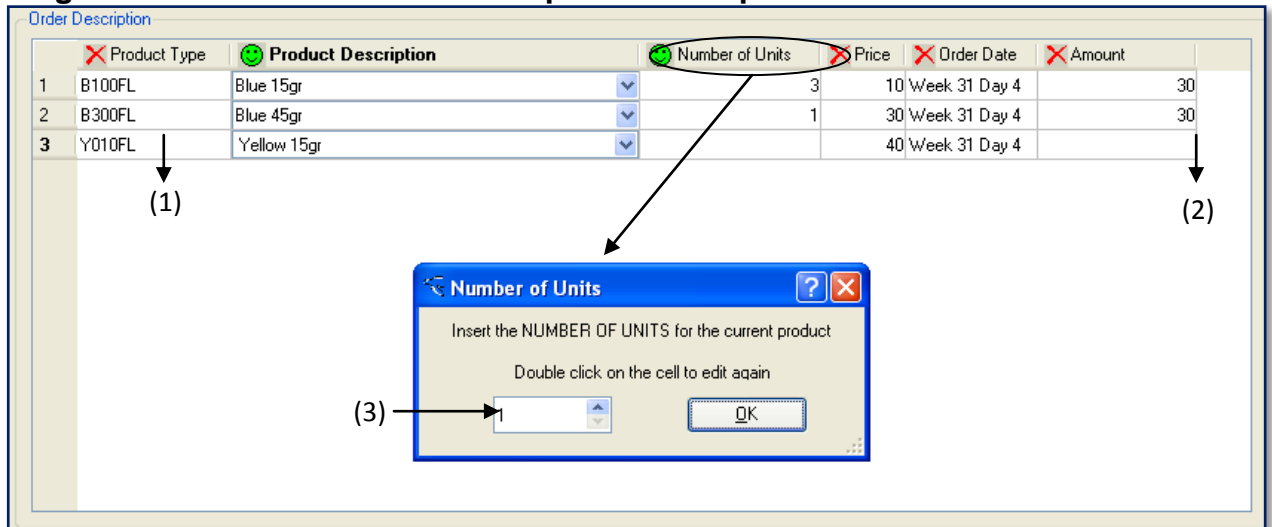 Order Description
Product Type Product Description Number of Units Price Order Date Amount
1 B100FL Blue 15gr 3 10 Week 31 Day 4 30
2 B300FL Blue 45gr 1 30 Week 31 Day 4 30
3 Y010FL Yellow 15gr 40 Week 31 Day 4
(1)
(2)
Number of Units
Insert the NUMBER OF UNITS for the current product
Double click on the cell to edit again
(3)
OK